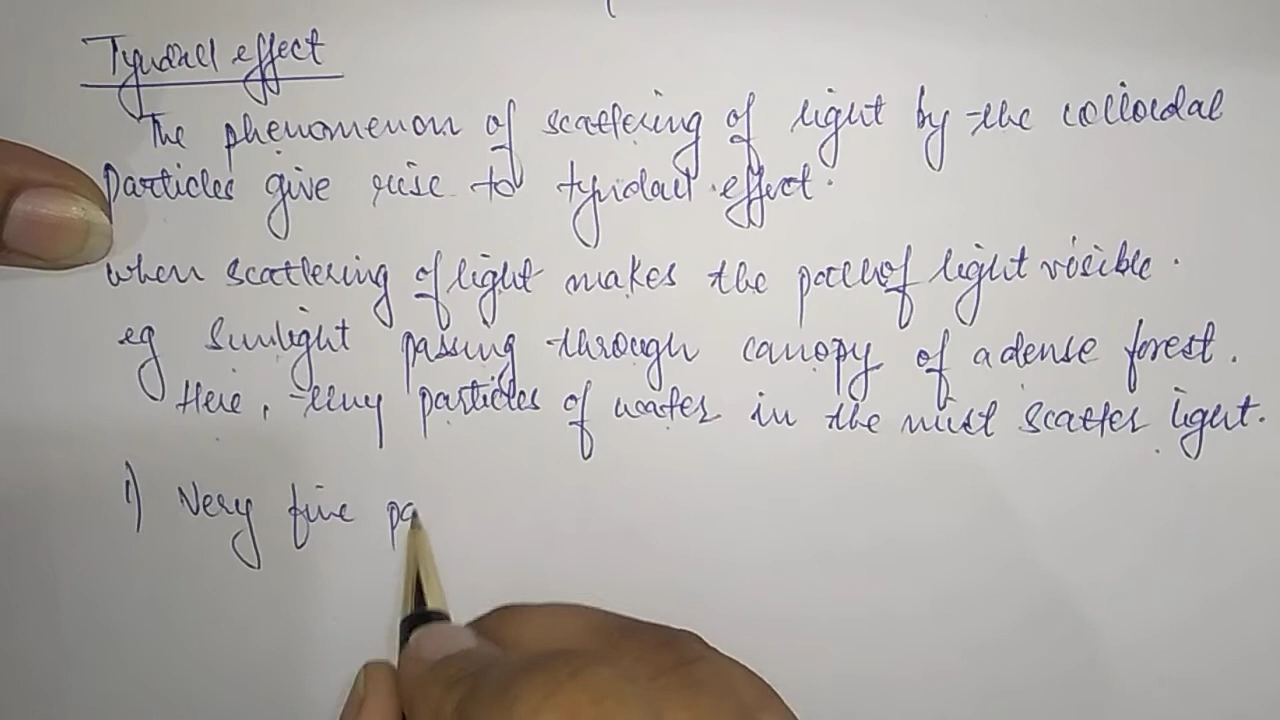 Tyndall effect
The phenomenon of scattering of light by the colloidal
particles give rise to tyndall effect.
when scattering of light makes the path of light visible.
eg Sunlight passing through canopy of a dense forest.
Here, tiny particles of water in the mist scatter light.
1) Very fine pa